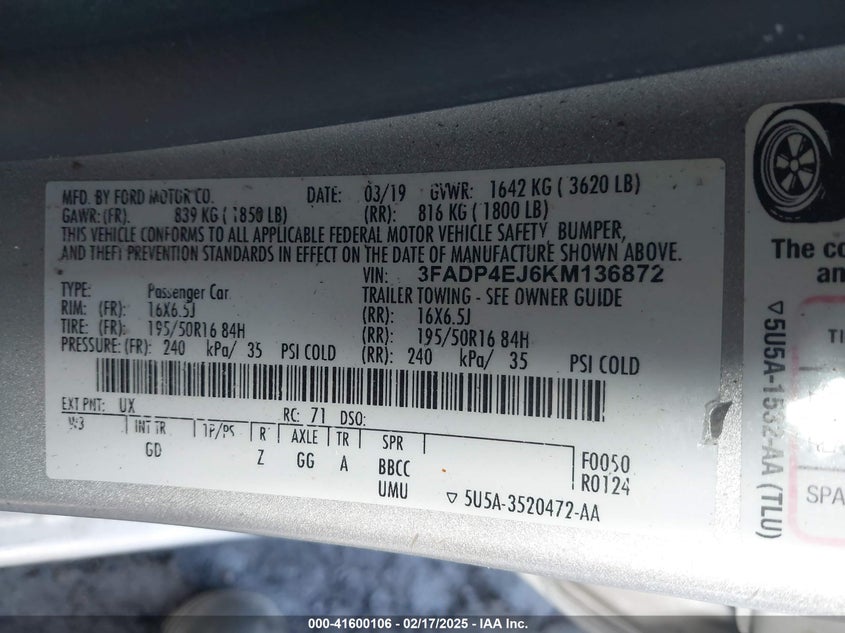 MFD. BY FORD MOTOR CO. DATE: 03/19 GVWR: 1642 KG ( 3620 LB)
GAWR:(FR). 839 KG ( 1850 LB) (RR): 816 KG ( 1800 LB)
THIS VEHICLE CONFORMS TO ALL APPLICABLE FEDERAL MOTOR VEHICLE SAFETY, BUMPER,
AND THEFT PREVENTION STANDARDS IN EFFECT ON THE DATE OF MANUFACTURE SHOWN ABOVE.
VIN: 3FADP4EJ6KM136872
TYPE: Passenger Car TRAILER TOWING - SEE OWNER GUIDE
RIM: (FR): 16X6.5J (RR): 16X6.5J
TIRE: (FR): 195/50R16 84H (RR): 195/50R16 84H
PRESSURE: (FR): 240 kPa/ 35 PSI COLD (RR): 240 kPa/ 35 PSI COLD
EXT PNT: UX RC: 71 DSO:
INT TR TP/PS R AXLE TR SPR
GD Z GG A BBCC
UMU
F0050
R0124
▽ 5U5A-3520472-AA
▽5U5A-1532-AA (TLU)
The
SPA
000-41600106 - 02/17/2025 - IAA Inc.